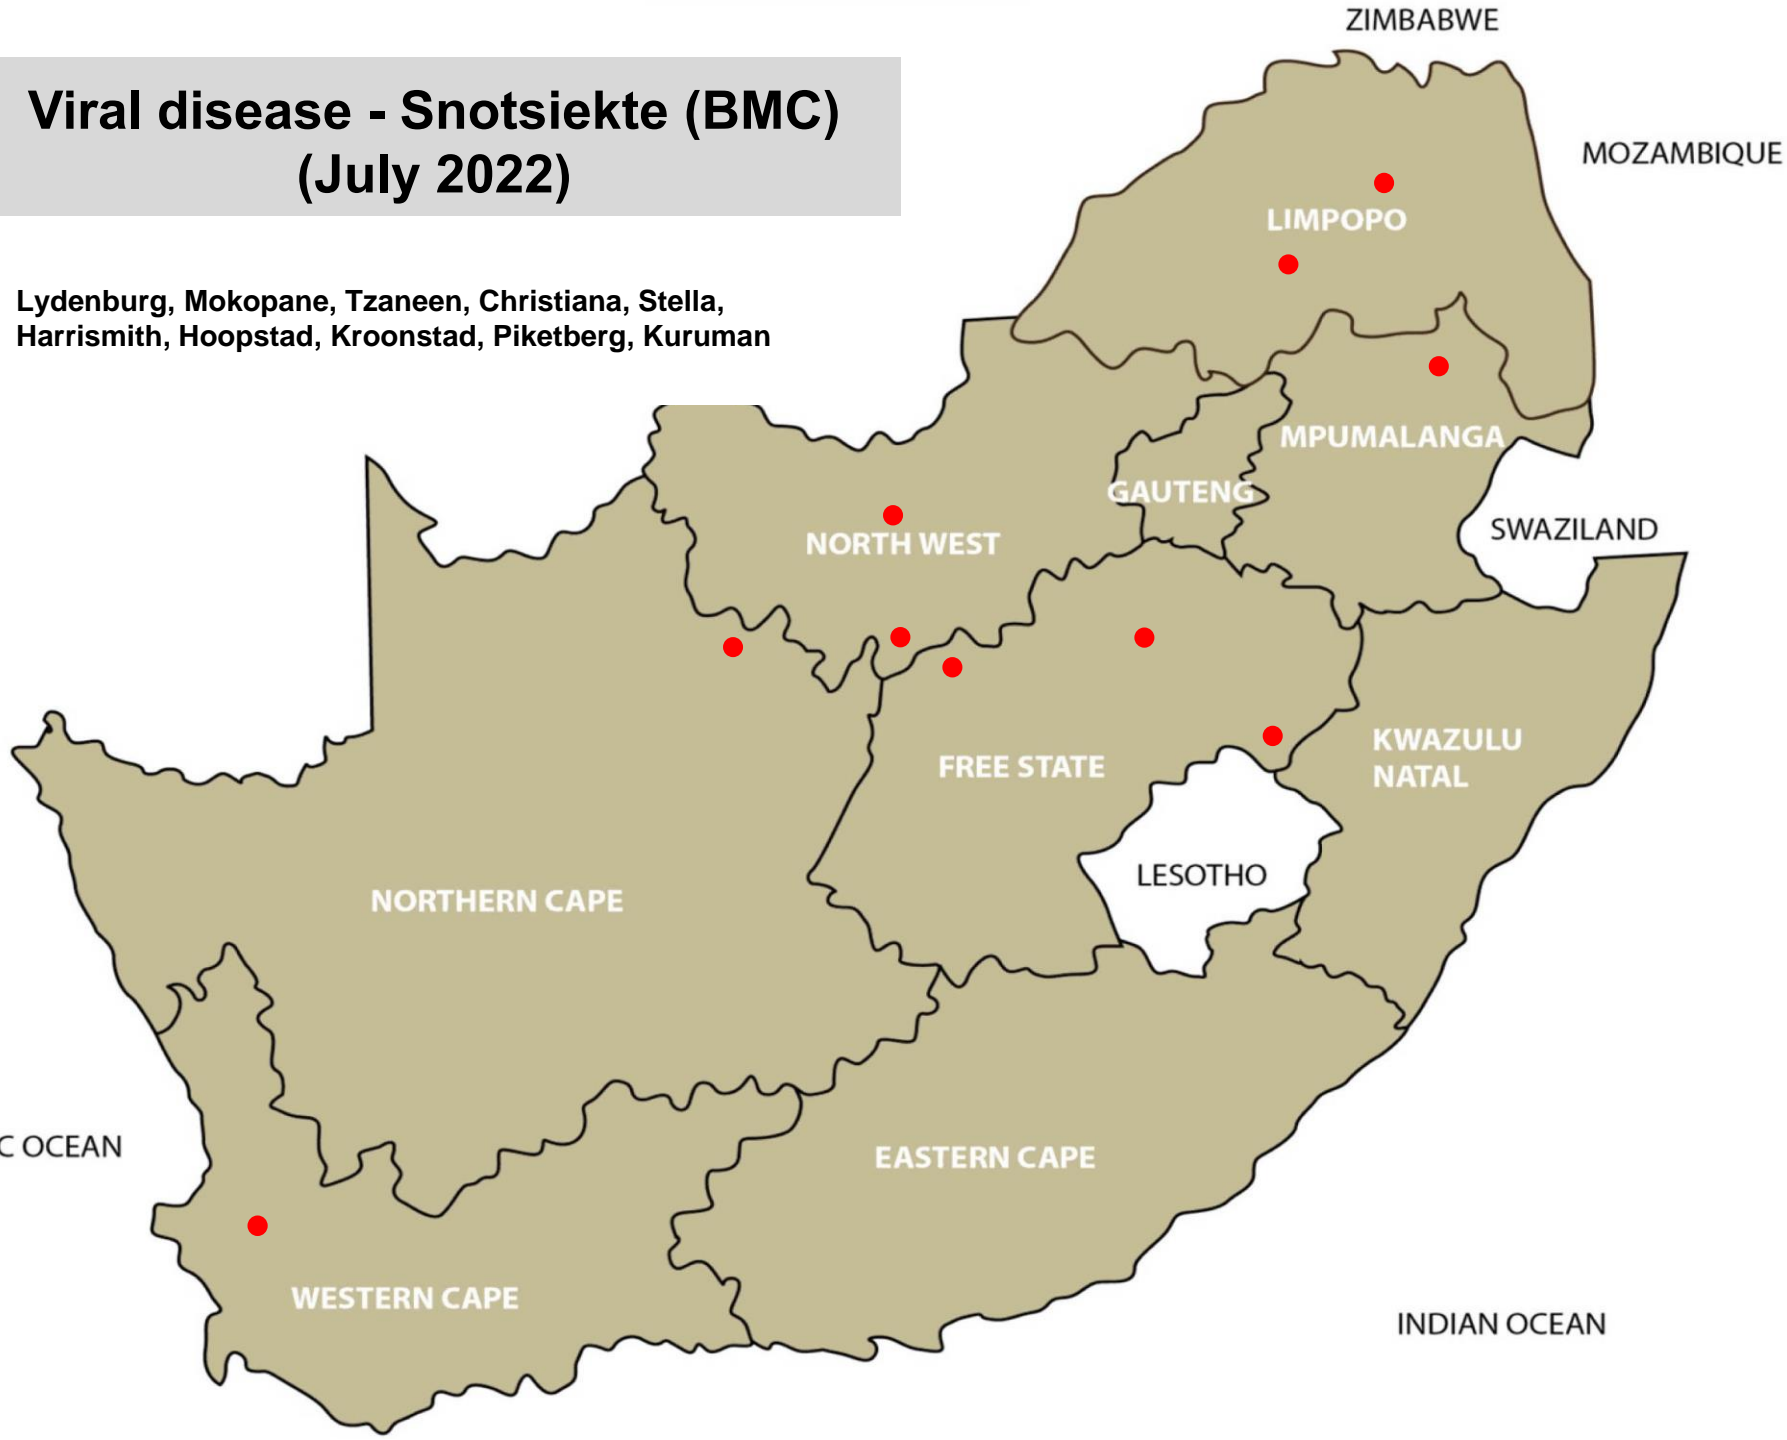 ZIMBABWE
Viral disease - Snotsiekte (BMC)
(July 2022)
MOZAMBIQUE
LIMPOPO
Lydenburg, Mokopane, Tzaneen, Christiana, Stella,
Harrismith, Hoopstad, Kroonstad, Piketberg, Kuruman
MPUMALANGA
GAUTENG
SWAZILAND
NORTH WEST
KWAZULU
NATAL
FREE STATE
LESOTHO
NORTHERN CAPE
C OCEAN
EASTERN CAPE
WESTERN CAPE
INDIAN OCEAN